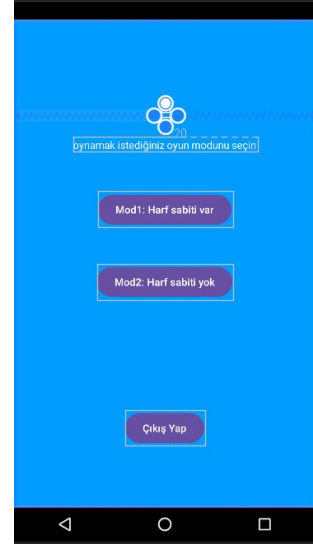 20
oynamak istediğiniz oyun modunu seçin
Mod1: Harf sabiti var
Mod2: Harf sabiti yok
Çıkış Yap